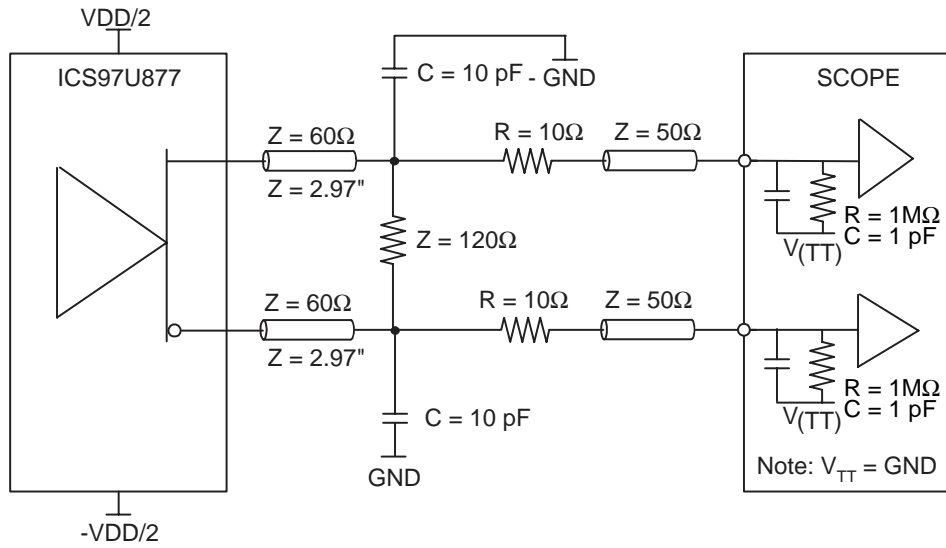 VDD/2
ICS97U877
C = 10 pF
- GND
SCOPE
Z = 60Ω
R = 10Ω
Z = 50Ω
Z = 2.97"
R = 1MΩ
C = 1 pF
V(TT)
Z = 120Ω
Z = 60Ω
R = 10Ω
Z = 50Ω
Z = 2.97"
R = 1MΩ
C = 1 pF
V(TT)
C = 10 pF
GND
Note: VTT = GND
-VDD/2